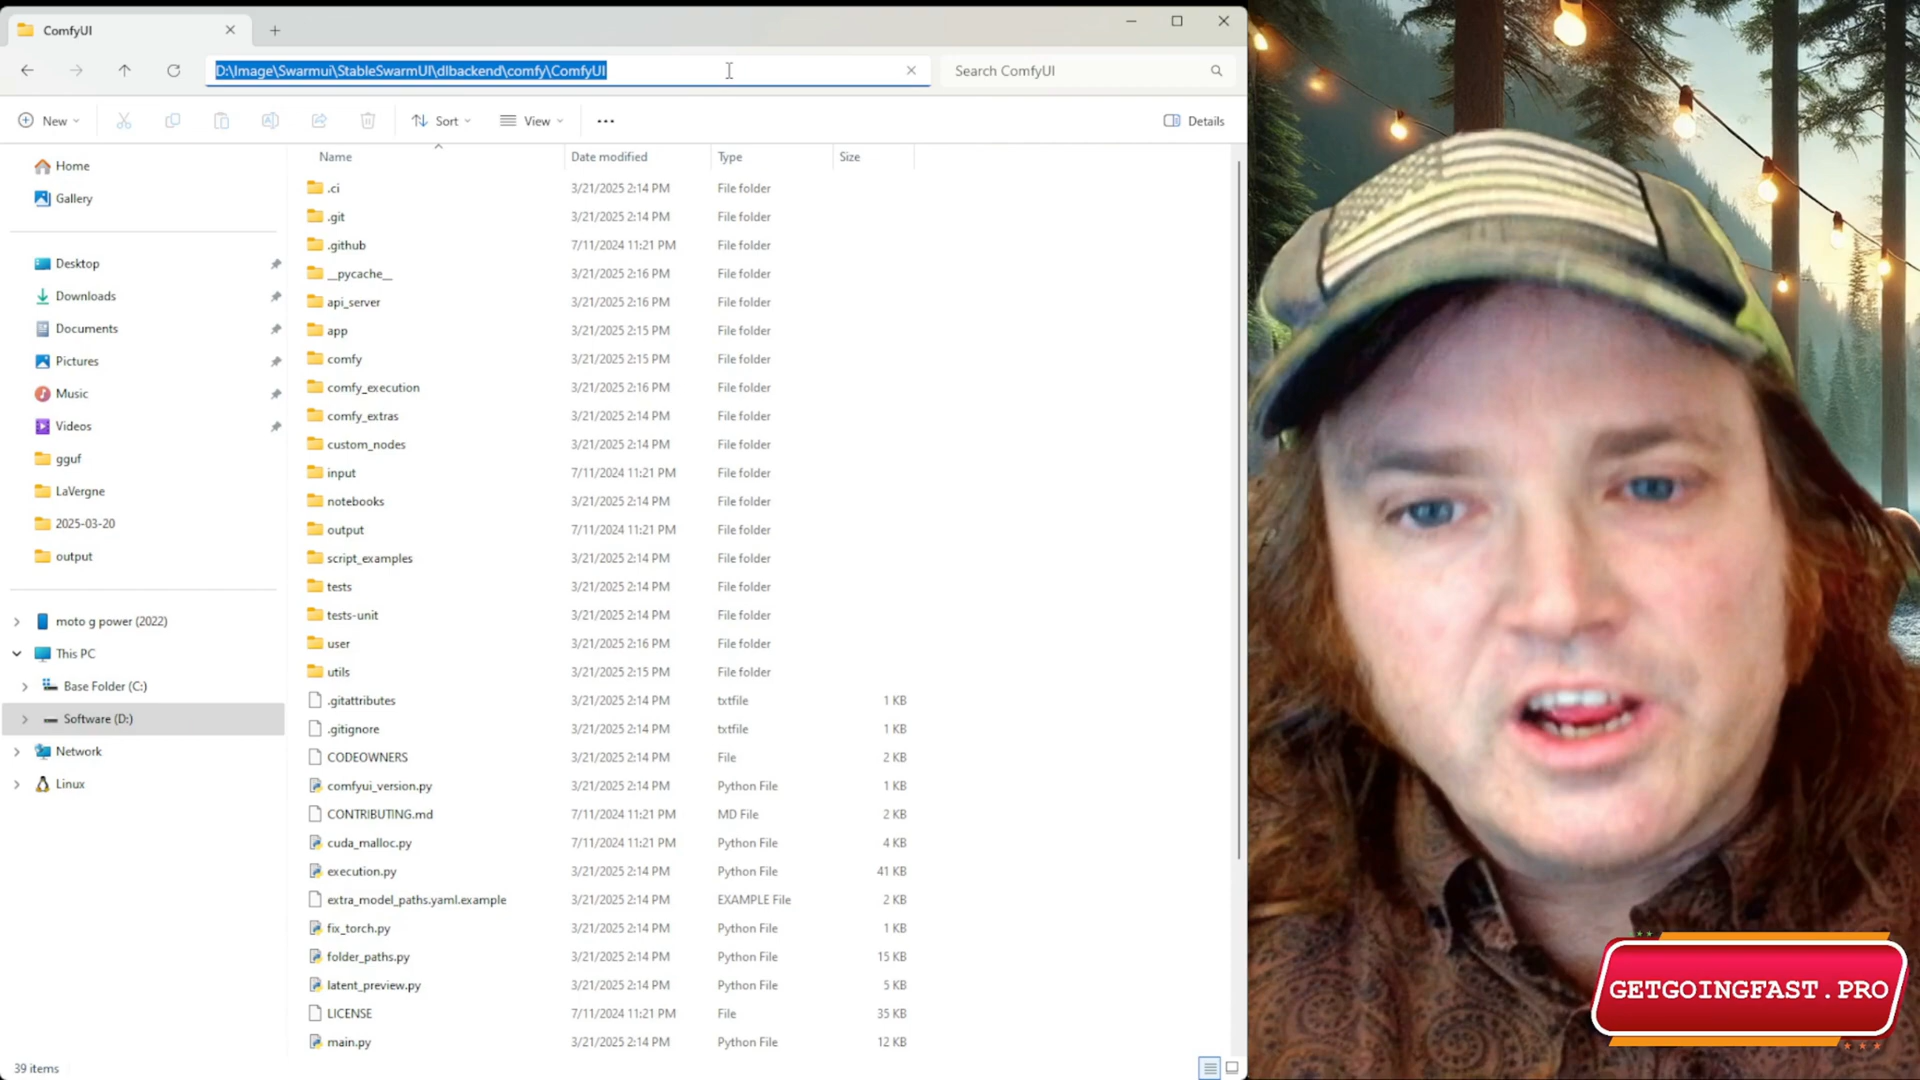 ComfyUI
D:\Image\Swarmui\StableSwarmUI\dlbackend\comfy\ComfyUI
Search ComfyUI
New
Sort
View
Details
Name Date modified Type Size
Home
Gallery
Desktop
Downloads
Documents
Pictures
Music
Videos
gguf
LaVergne
2025-03-20
output
moto g power (2022)
This PC
Base Folder (C:)
Software (D:)
Network
Linux
.ci 3/21/2025 2:14 PM File folder
.git 3/21/2025 2:14 PM File folder
.github 7/11/2024 11:21 PM File folder
__pycache__ 3/21/2025 2:16 PM File folder
api_server 3/21/2025 2:16 PM File folder
app 3/21/2025 2:15 PM File folder
comfy 3/21/2025 2:15 PM File folder
comfy_execution 3/21/2025 2:16 PM File folder
comfy_extras 3/21/2025 2:14 PM File folder
custom_nodes 3/21/2025 2:14 PM File folder
input 7/11/2024 11:21 PM File folder
notebooks 3/21/2025 2:14 PM File folder
output 7/11/2024 11:21 PM File folder
script_examples 3/21/2025 2:14 PM File folder
tests 3/21/2025 2:14 PM File folder
tests-unit 3/21/2025 2:14 PM File folder
user 3/21/2025 2:16 PM File folder
utils 3/21/2025 2:15 PM File folder
.gitattributes 3/21/2025 2:14 PM txtfile 1 KB
.gitignore 3/21/2025 2:14 PM txtfile 1 KB
CODEOWNERS 3/21/2025 2:14 PM File 2 KB
comfyui_version.py 3/21/2025 2:14 PM Python File 1 KB
CONTRIBUTING.md 7/11/2024 11:21 PM MD File 2 KB
cuda_malloc.py 7/11/2024 11:21 PM Python File 4 KB
execution.py 3/21/2025 2:14 PM Python File 41 KB
extra_model_paths.yaml.example 3/21/2025 2:14 PM EXAMPLE File 2 KB
fix_torch.py 3/21/2025 2:14 PM Python File 1 KB
folder_paths.py 3/21/2025 2:14 PM Python File 15 KB
latent_preview.py 3/21/2025 2:14 PM Python File 5 KB
LICENSE 7/11/2024 11:21 PM File 35 KB
main.py 3/21/2025 2:14 PM Python File 12 KB
39 items
GETGOINGFAST.PRO